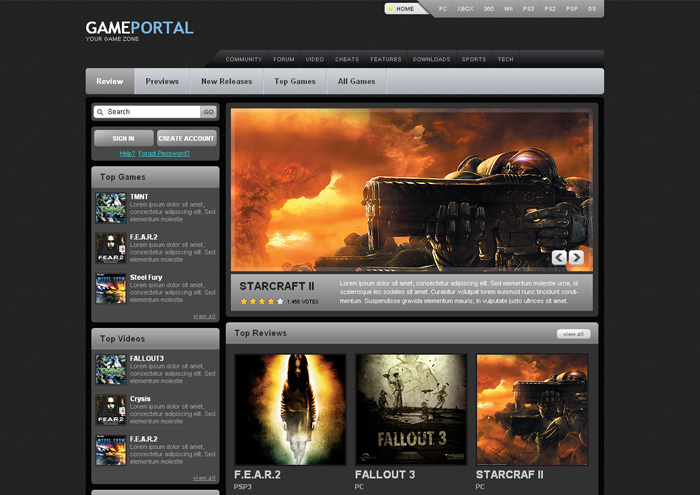 HOME
PC XBOX 360 WII PS3 PS2 PSP DS
GAMEPORTAL
YOUR GAME ZONE
COMMUNITY FORUM VIDEO CHEATS FEATURES DOWNLOADS SPORTS TECH
Review Previews New Releases Top Games All Games
Search GO
SIGN IN CREATE ACCOUNT
Help? Forgot Password?
Top Games
TMNT
Lorem ipsum dolor sit amet,
consectetur adipiscing elit. Sed
elementum molestie
F.E.A.R.2
Lorem ipsum dolor sit amet,
consectetur adipiscing elit. Sed
elementum molestie
Steel Fury
Lorem ipsum dolor sit amet,
consectetur adipiscing elit. Sed
elementum molestie
view all
Top Videos
FALLOUT3
Lorem ipsum dolor sit amet,
consectetur adipiscing elit. Sed
elementum molestie
Crysis
Lorem ipsum dolor sit amet,
consectetur adipiscing elit. Sed
elementum molestie
F.E.A.R.2
Lorem ipsum dolor sit amet,
consectetur adipiscing elit. Sed
elementum molestie
view all
STARCRAFT II
1.456 VOTES
Lorem ipsum dolor sit amet, consectetur adipiscing elit. Sed elementum molestie urna, id
scelerisque leo sodales sit amet. Curabitur volutpat lorem euismod nunc tincidunt condi-
mentum. Suspendisse gravida elementum mauris, in vulputate justo ultrices sit amet.
Top Reviews
view all
FALLOUT 3
F.E.A.R.2
PSP3
FALLOUT 3
PC
STARCRAF II
PC